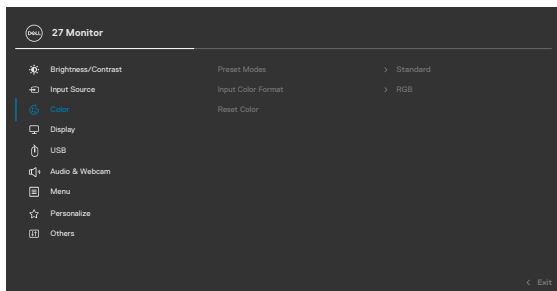 DELL 27 Monitor
Brightness/Contrast Preset Modes > Standard
Input Source Input Color Format > RGB
Color Reset Color
Display
USB
Audio & Webcam
Menu
Personalize
Others
< Exit